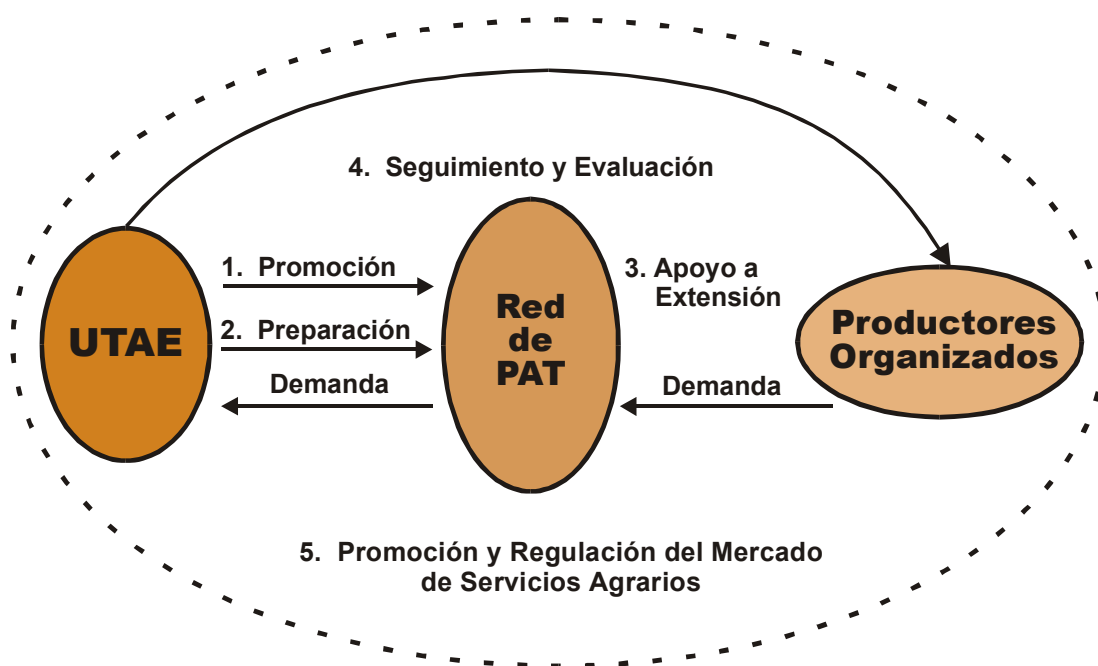 4. Seguimiento y Evaluación
UTAE
1. Promoción
2. Preparación
Demanda
Red
de
PAT
3. Apoyo a
Extensión
Demanda
Productores
Organizados
5. Promoción y Regulación del Mercado
de Servicios Agrarios